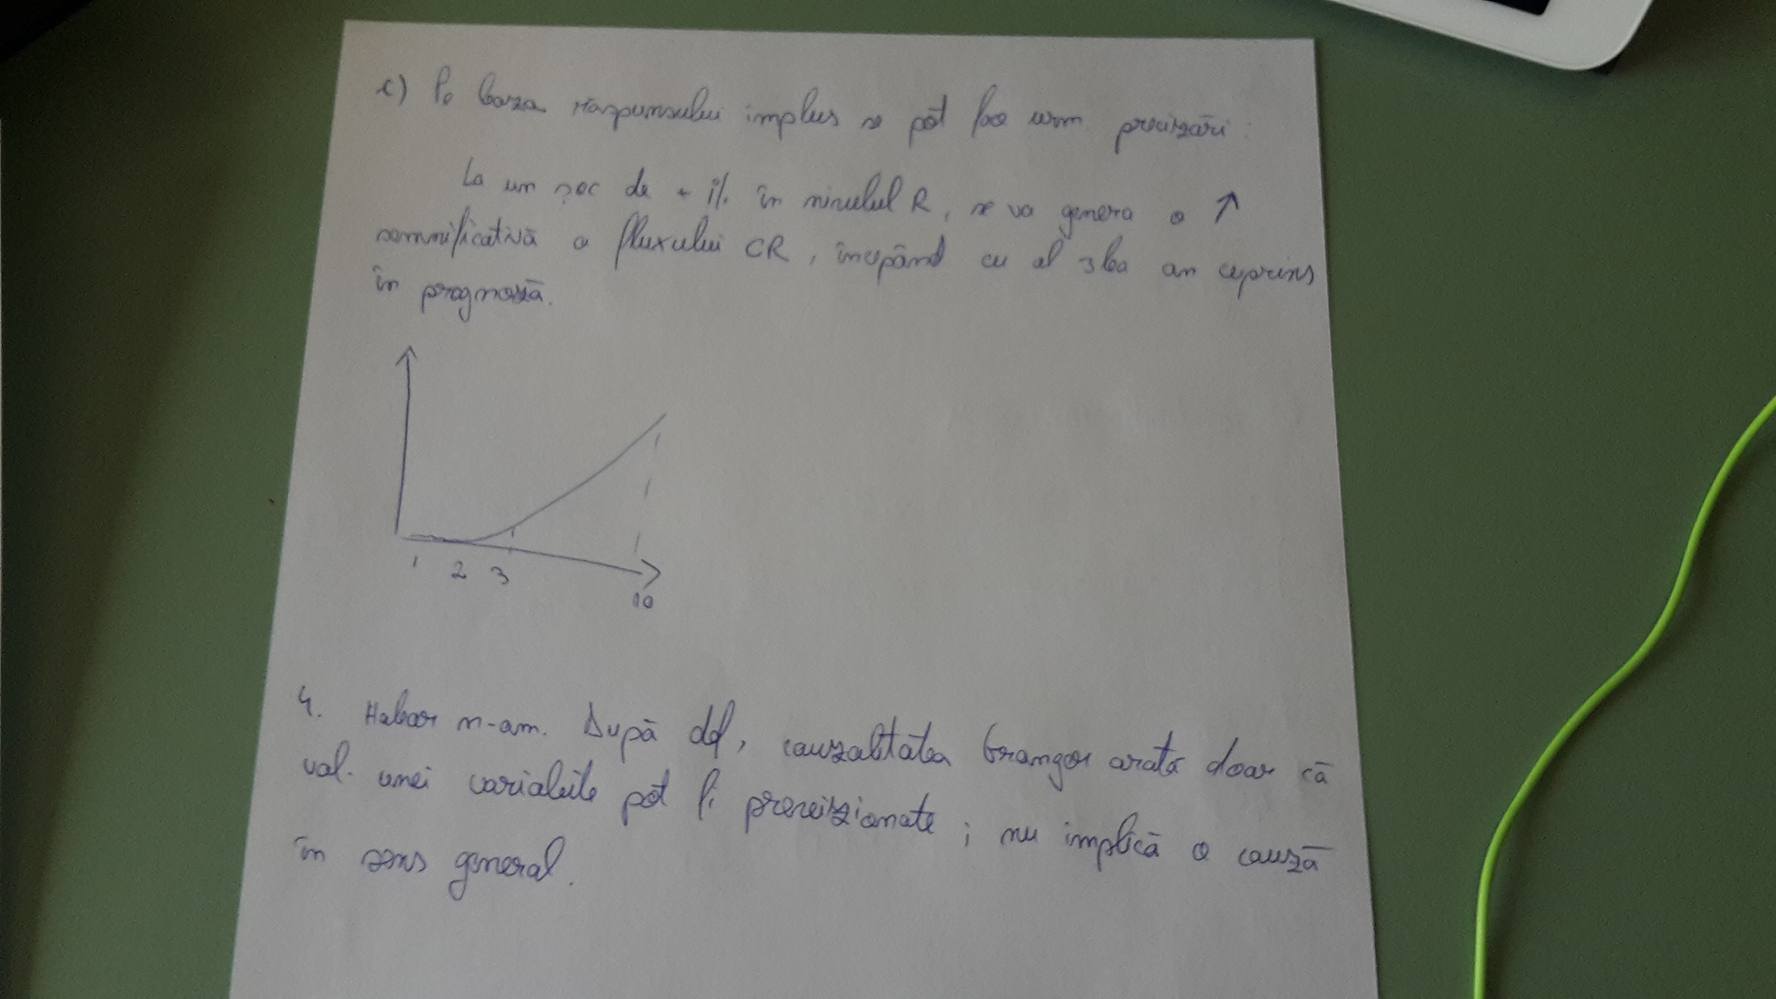 c) Pe baza răspunsului implus se pot face urm precizări :
La un șoc de + 1% în nivelul R, se va genera o ↑
semnificativă a fluxului CR, începând cu al 3lea an cuprins
în prognoză.
1 2 3 10
4. Habar n-am. După def, cauzalitatea Granger arată doar că
val. unei variabile pot fi previzionate ; nu implică o cauză
în sens general.